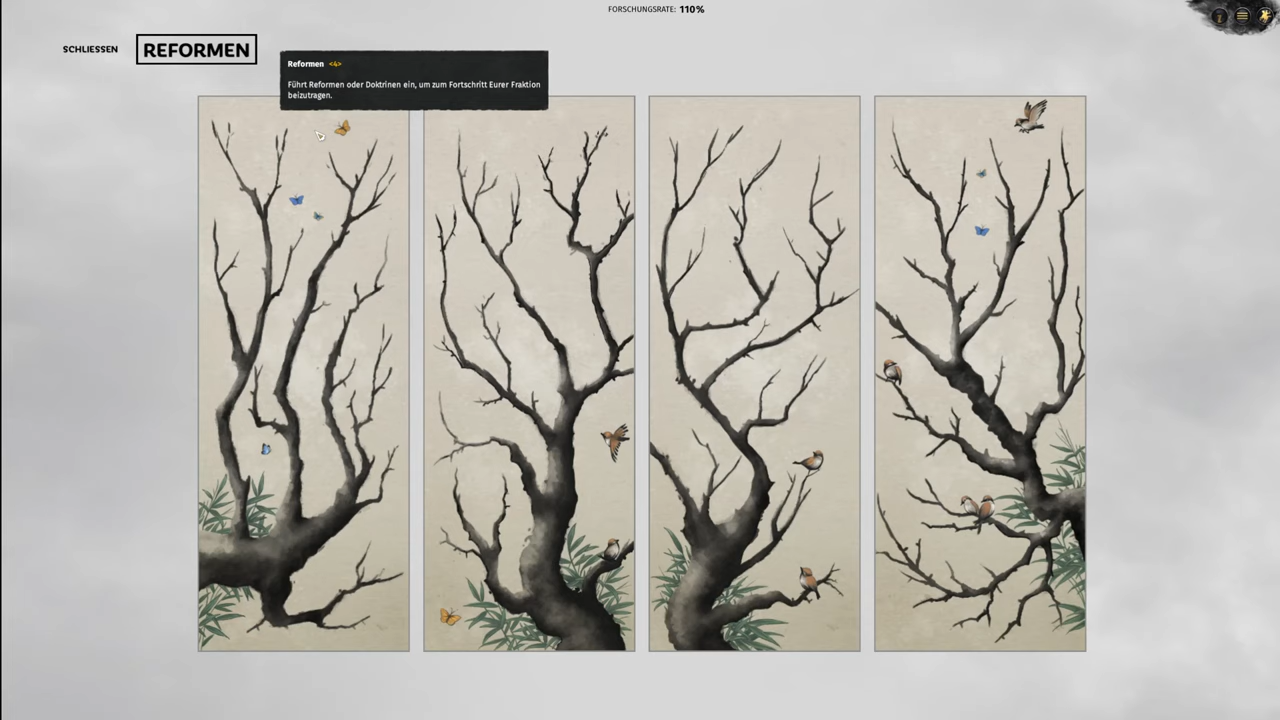 FORSCHUNGSRATE: 110%
SCHLIESSEN
REFORMEN
Reformen <4>
Führt Reformen oder Doktrinen ein, um zum Fortschritt Eurer Fraktion
beizutragen.